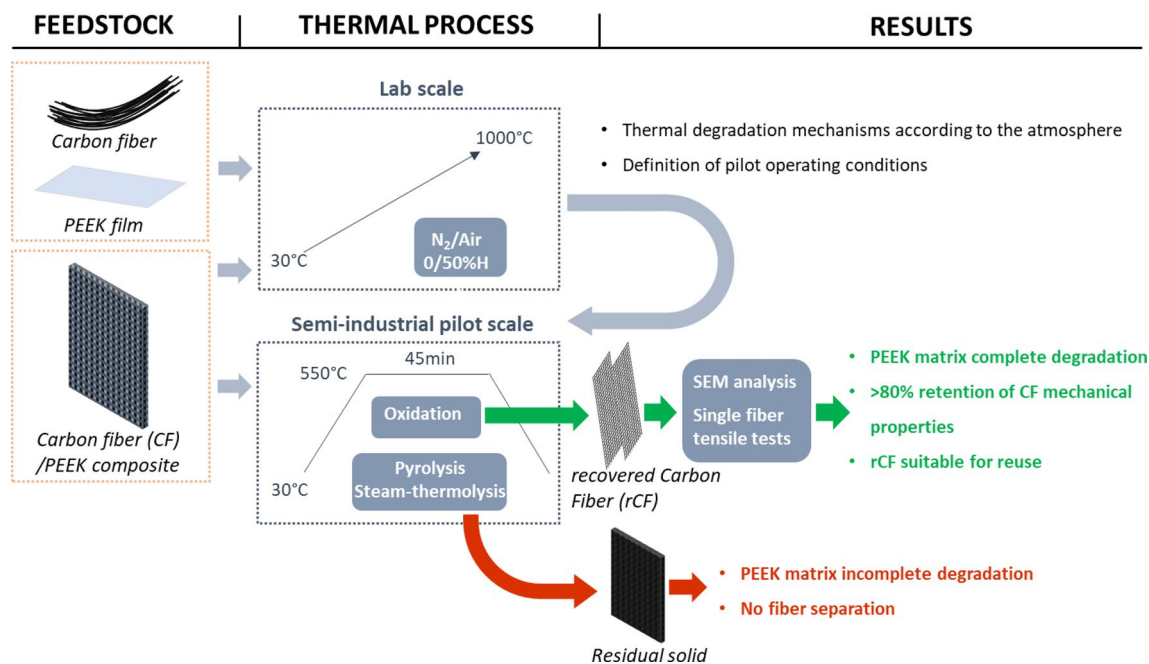 FEEDSTOCK
THERMAL PROCESS
RESULTS
Carbon fiber
PEEK film
Carbon fiber (CF)
/PEEK composite
Lab scale
1000°C
30°C
N₂/Air
0/50%H
Semi-industrial pilot scale
45min
550°C
30°C
Oxidation
Pyrolysis
Steam-thermolysis
• Thermal degradation mechanisms according to the atmosphere
• Definition of pilot operating conditions
recovered Carbon
Fiber (rCF)
SEM analysis
Single fiber
tensile tests
• PEEK matrix complete degradation
• >80% retention of CF mechanical
properties
• rCF suitable for reuse
Residual solid
• PEEK matrix incomplete degradation
• No fiber separation